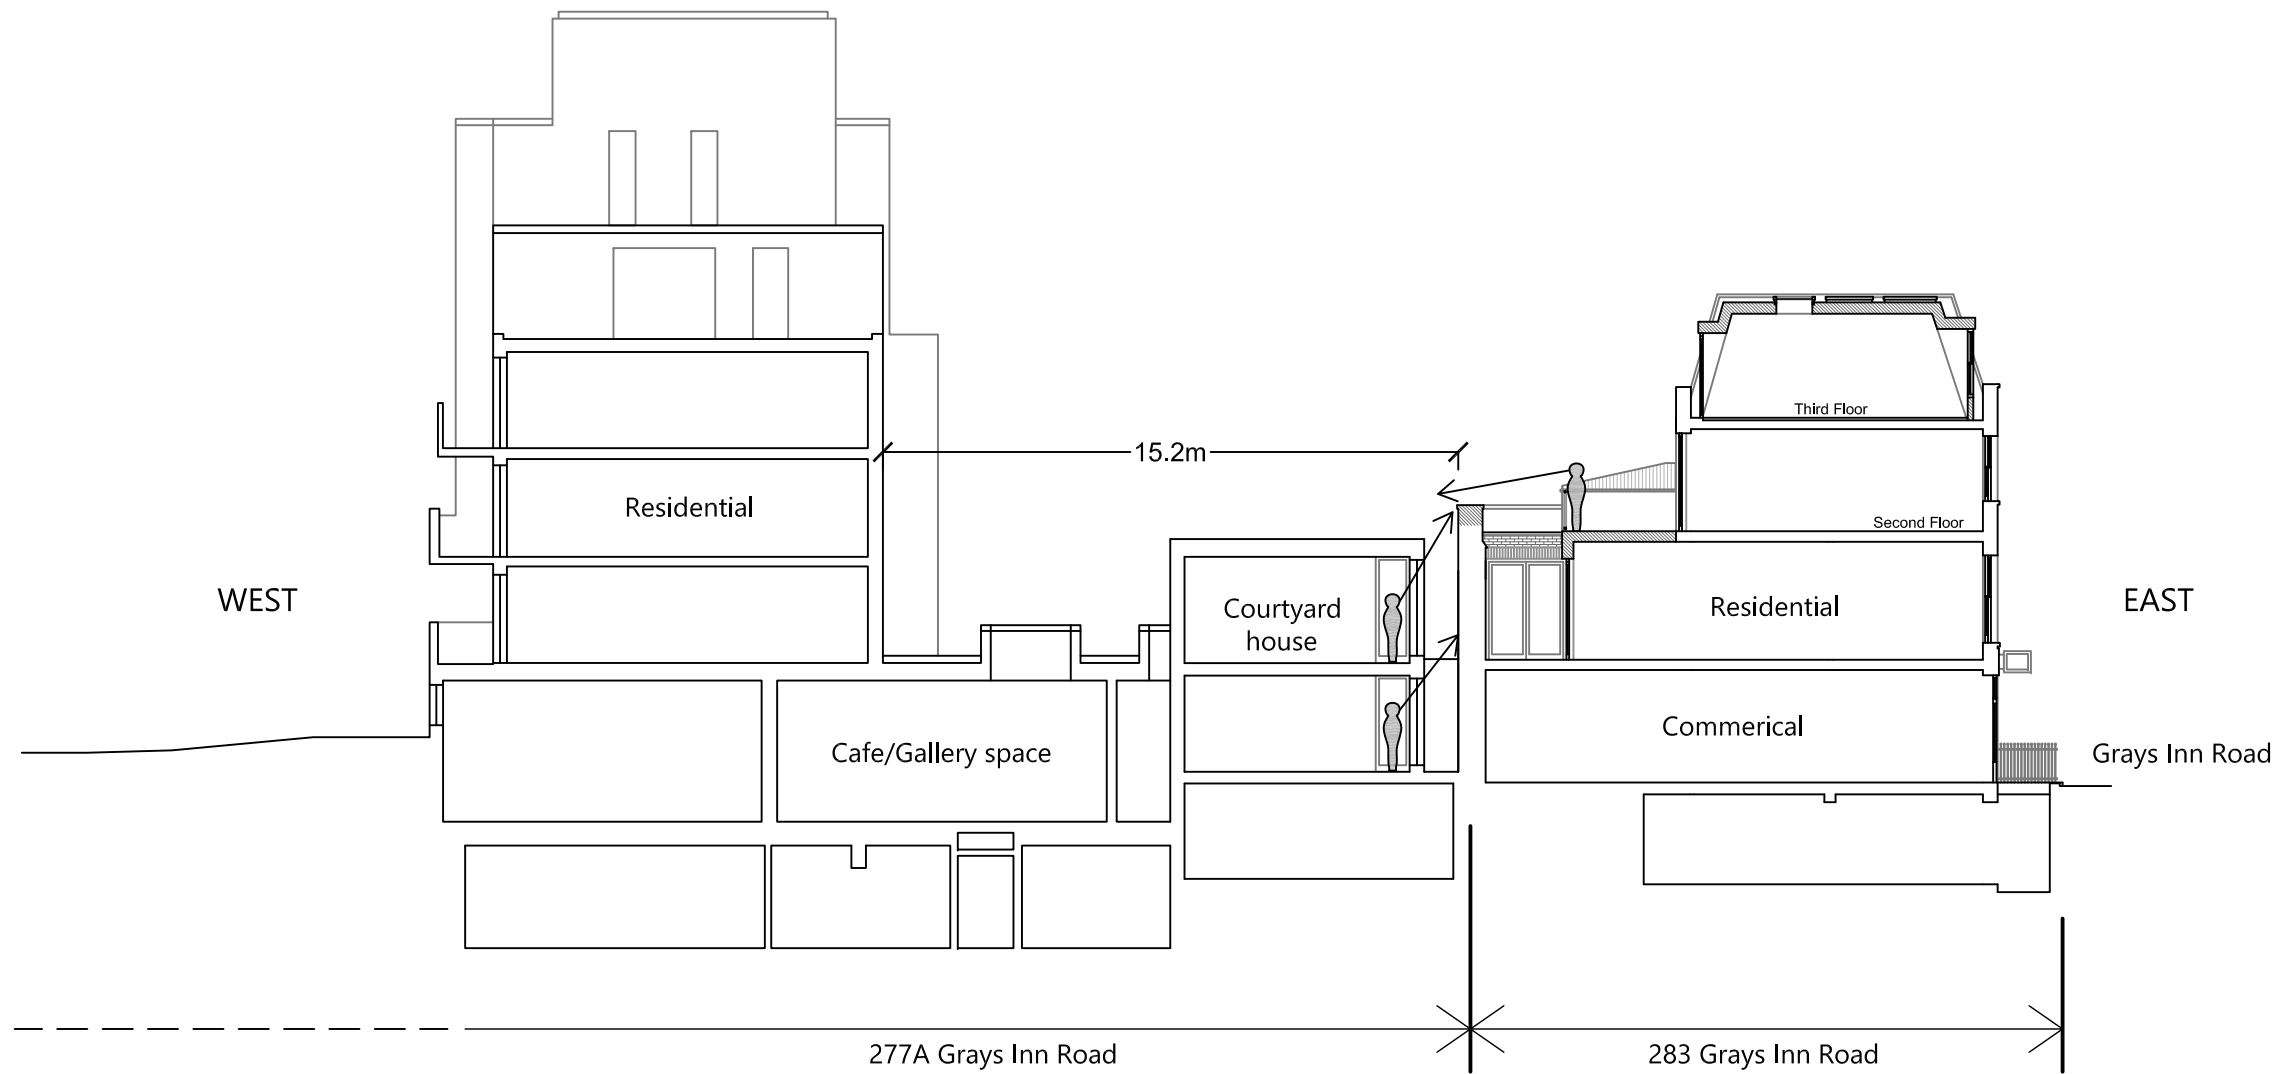 Third Floor
15.2m
Residential
Second Floor
WEST
Courtyard
house
Residential
EAST
Cafe/Gallery space
Commerical
Grays Inn Road
277A Grays Inn Road
283 Grays Inn Road